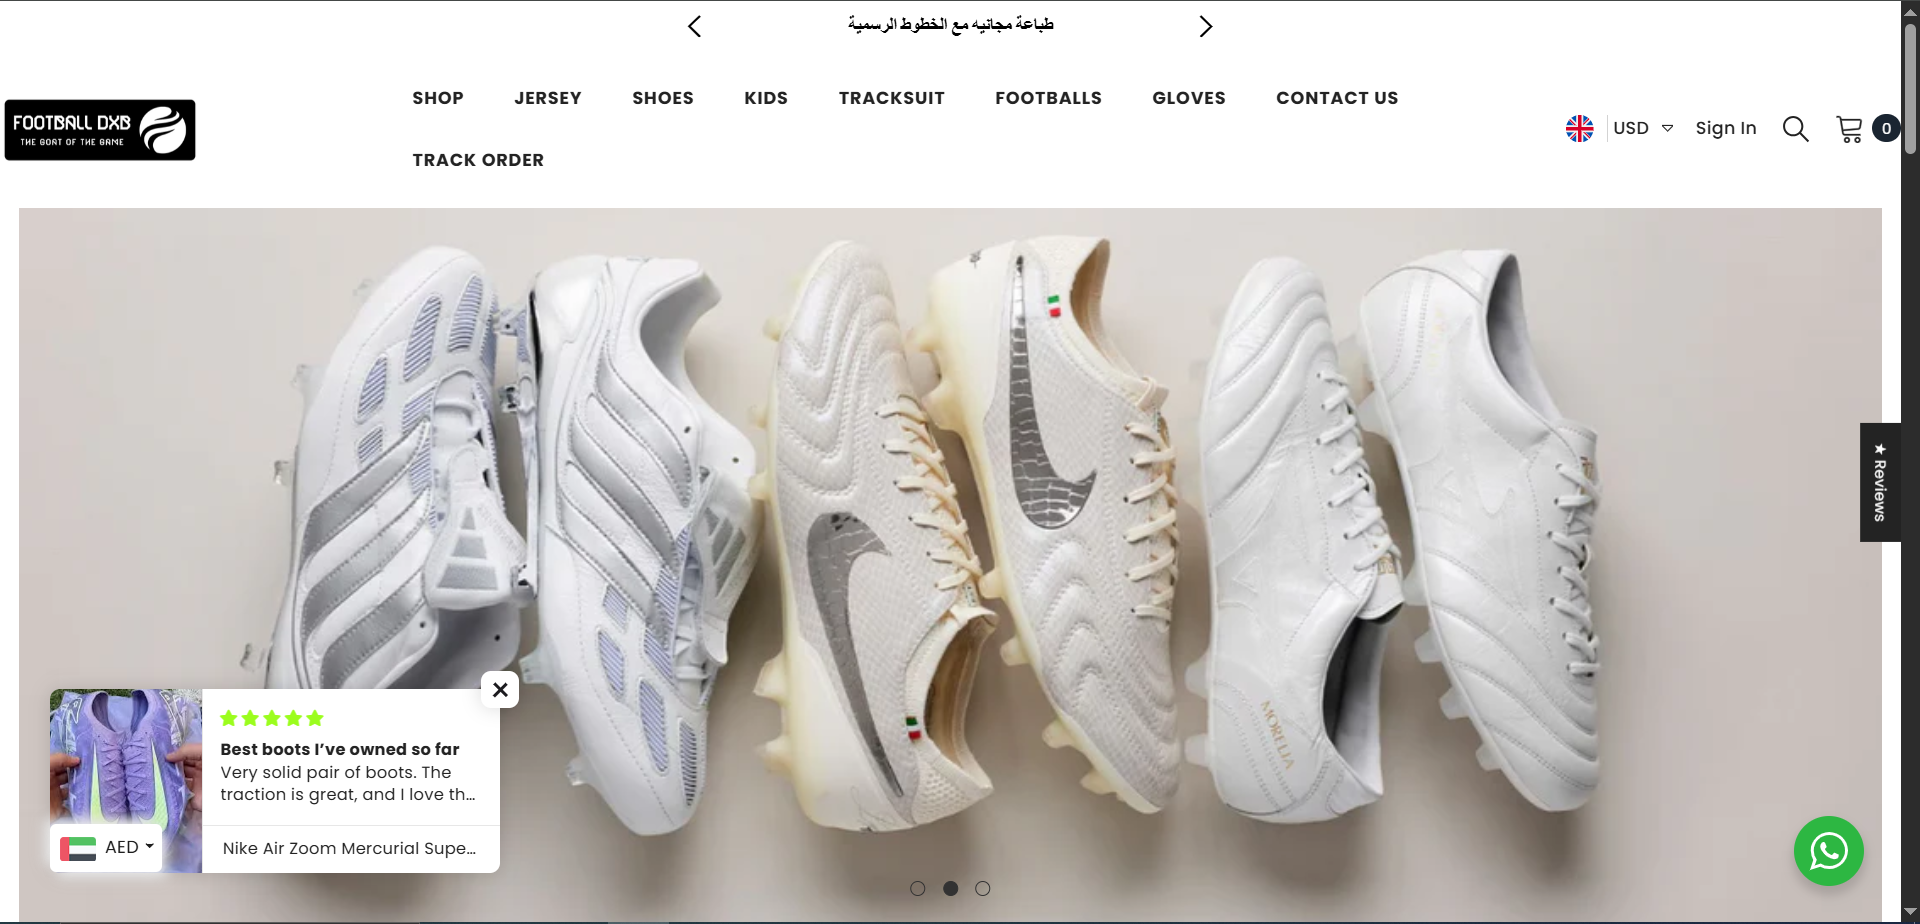 طباعة مجانيه مع الخطوط الرسمية
FOOTBALL DXB
THE GOAT OF THE GAME
SHOP JERSEY SHOES KIDS TRACKSUIT FOOTBALLS GLOVES CONTACT US
TRACK ORDER
USD Sign In 0
★ Reviews
MORELIA
Best boots I’ve owned so far
Very solid pair of boots. The
traction is great, and I love th...
AED
Nike Air Zoom Mercurial Supe...